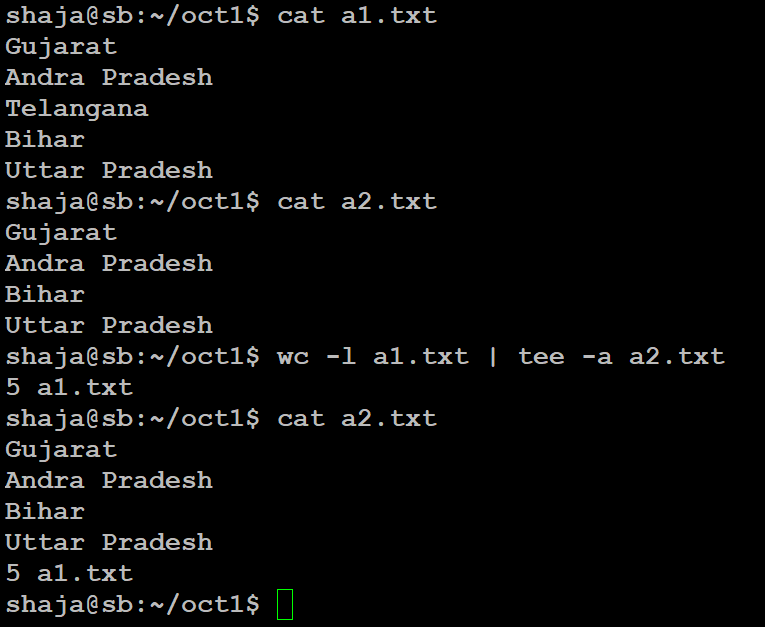 shaja@sb:~/oct1$ cat a1.txt
Gujarat
Andra Pradesh
Telangana
Bihar
Uttar Pradesh
shaja@sb:~/oct1$ cat a2.txt
Gujarat
Andra Pradesh
Bihar
Uttar Pradesh
shaja@sb:~/oct1$ wc -l a1.txt | tee -a a2.txt
5 a1.txt
shaja@sb:~/oct1$ cat a2.txt
Gujarat
Andra Pradesh
Bihar
Uttar Pradesh
5 a1.txt
shaja@sb:~/oct1$